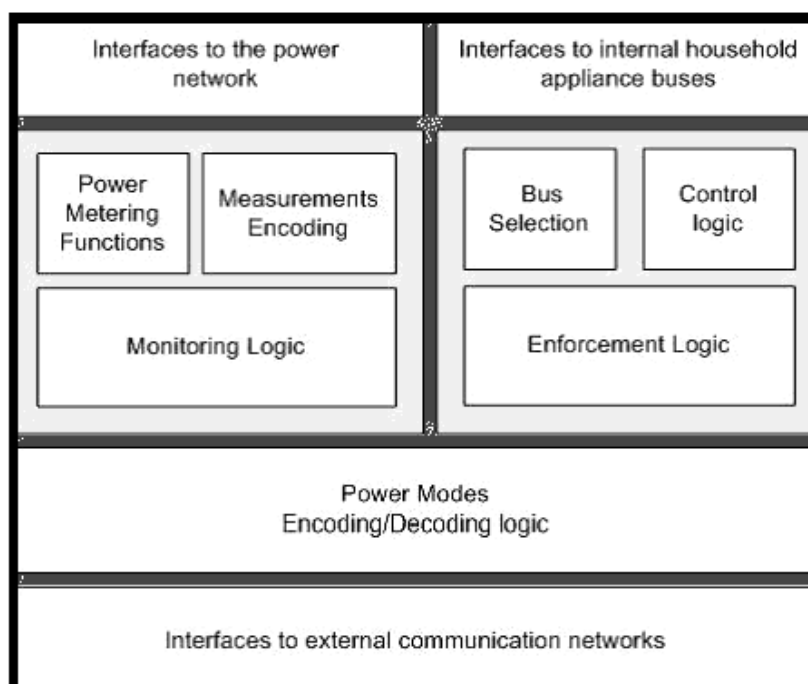 Interfaces to the power
network
Interfaces to internal household
appliance buses
Power
Metering
Functions
Measurements
Encoding
Bus
Selection
Control
logic
Monitoring Logic
Enforcement Logic
Power Modes
Encoding/Decoding logic
Interfaces to external communication networks